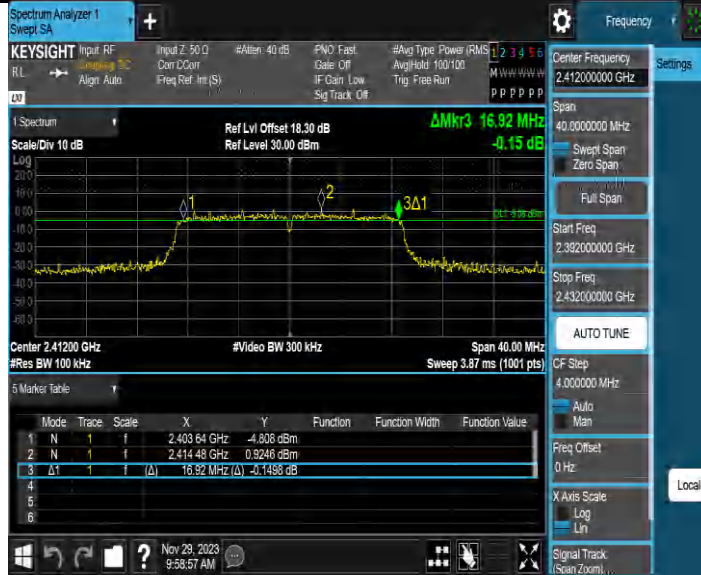 Spectrum Analyzer 1
Swept SA
Frequency
KEYSIGHT
Input: RF
Coupling: DC
Align: Auto
Input Z: 50 Ω
Corr CCorr
Freq Ref: Int (S)
#Atten: 40 dB
PNO: Fast
Gate: Off
IF Gain: Low
Sig Track: Off
#Avg Type: Power (RMS
Avg|Hold: 100/100
Trig: Free Run
1 2 3 4 5 6
M W W W W W
P P P P P P
RL
1 Spectrum
Scale/Div 10 dB
Ref Lvl Offset 18.30 dB
Ref Level 30.00 dBm
ΔMkr3 16.92 MHz
-0.15 dB
Log
20.0
10.0
0.00
-10.0
-20.0
-30.0
-40.0
-50.0
-60.0
1
2
3Δ1
Center 2.41200 GHz
#Video BW 300 kHz
Span 40.00 MHz
#Res BW 100 kHz
Sweep 3.87 ms (1001 pts)
5 Marker Table
Mode Trace Scale X Y Function Function Width Function Value
1 N 1 f 2.403 64 GHz -4.808 dBm
2 N 1 f 2.414 48 GHz 0.9246 dBm
3 Δ1 1 f (Δ) 16.92 MHz (Δ) -0.1498 dB
4
5
6
Nov 29, 2023
9:58:57 AM
Settings
Center Frequency
2.412000000 GHz
Span
40.0000000 MHz
Swept Span
Zero Span
Full Span
Start Freq
2.392000000 GHz
Stop Freq
2.432000000 GHz
AUTO TUNE
CF Step
4.000000 MHz
Auto
Man
Freq Offset
0 Hz
X Axis Scale
Log
Lin
Signal Track
(Span Zoom)
Local